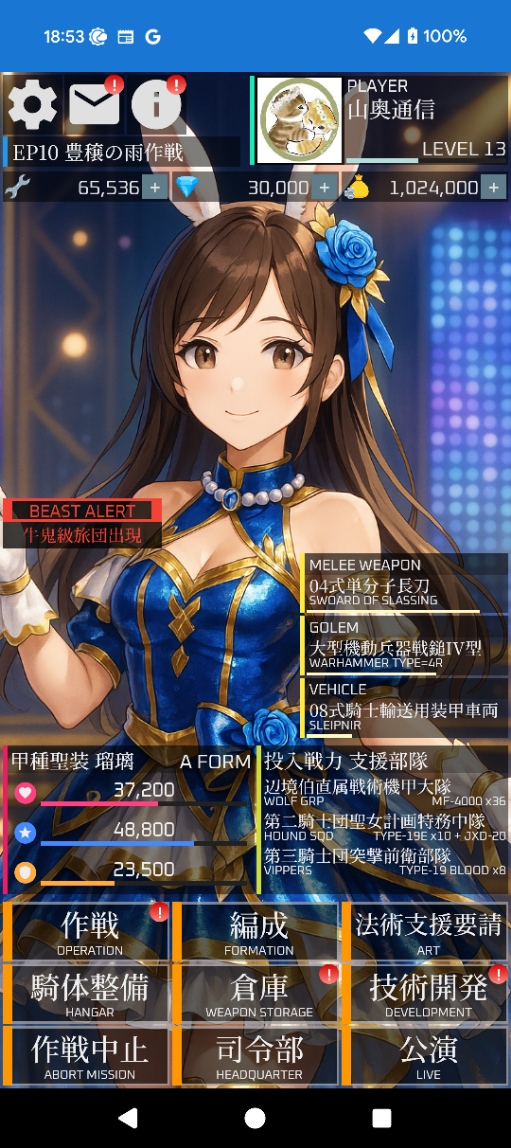 18:53
100%
PLAYER
山奥通信
LEVEL 13
EP10 豊穣の雨作戦
65,536 +
30,000 +
1,024,000 +
BEAST ALERT
牛鬼級旅団出現
MELEE WEAPON
04式単分子長刀
SWOARD OF SLASSING
GOLEM
大型機動兵器戦鎚IV型
WARHAMMER TYPE=4R
VEHICLE
08式騎士輸送用装甲車両
SLEIPNIR
甲種聖装 瑠璃 A FORM
37,200
48,800
23,500
投入戦力 支援部隊
辺境伯直属戦術機甲大隊
WOLF GRP MF-4000 x36
第二騎士団聖女計画特務中隊
HOUND SQD TYPE-19E x10 + JXD-20
第三騎士団突撃前衛部隊
VIPPERS TYPE-19 BLOOD x8
作戦
OPERATION
編成
FORMATION
法術支援要請
ART
騎体整備
HANGAR
倉庫
WEAPON STORAGE
技術開発
DEVELOPMENT
作戦中止
ABORT MISSION
司令部
HEADQUARTER
公演
LIVE